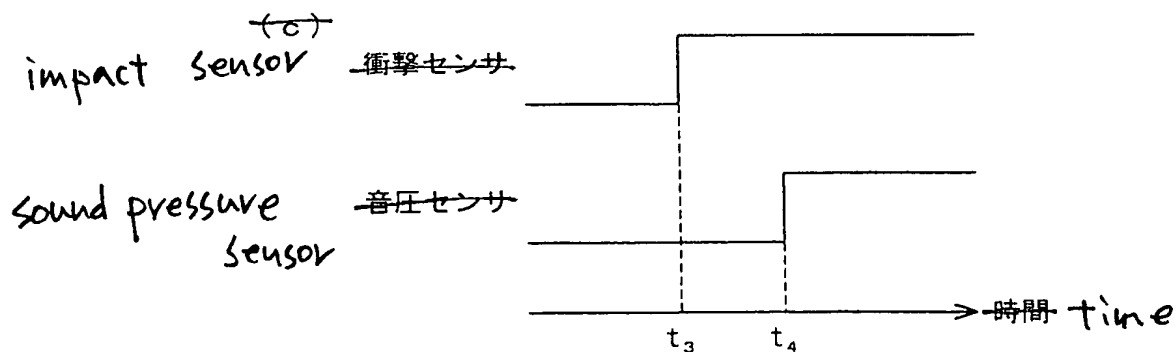 (c)
impact sensor 衝撃センサ
sound pressure sensor 音圧センサ
時間 time
t₃ t₄